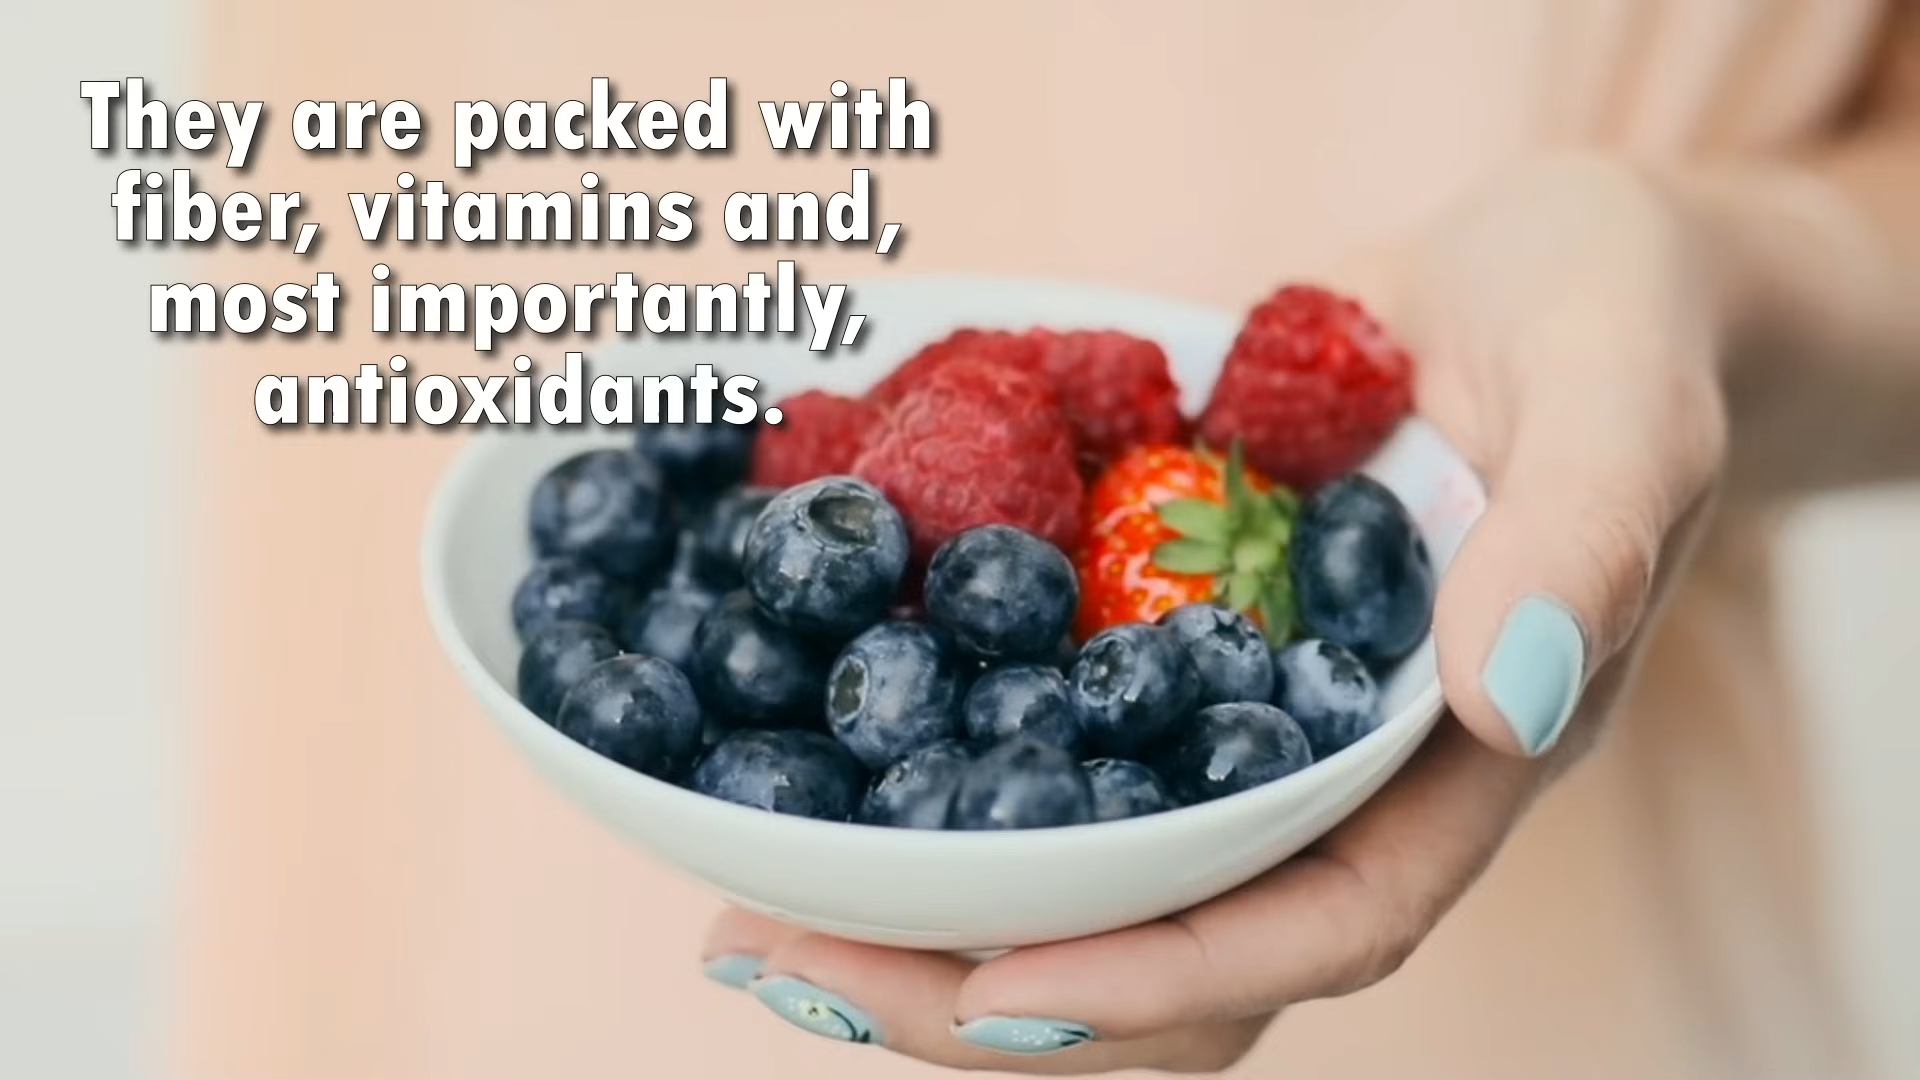 They are packed with
fiber, vitamins and,
most importantly,
antioxidants.